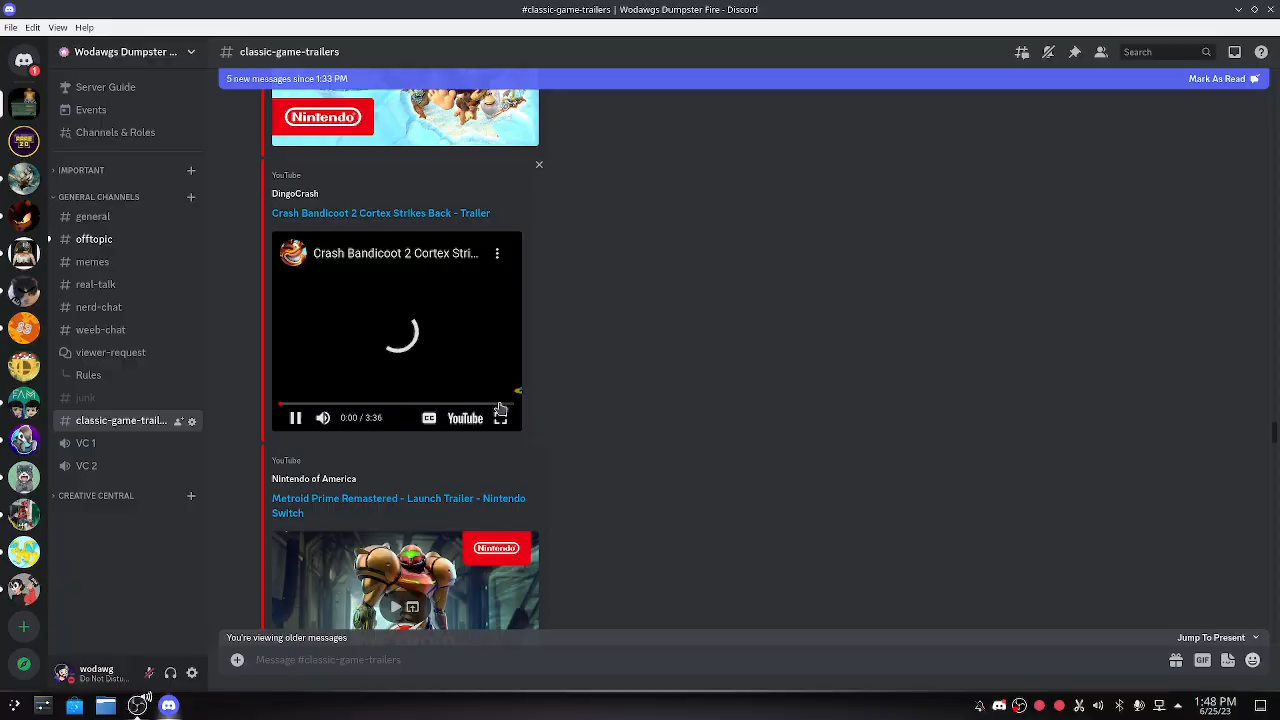 #classic-game-trailers | Wodawgs Dumpster Fire - Discord
File Edit View Help
1
Wodawgs Dumpster ...
Server Guide
Events
Channels & Roles
IMPORTANT
GENERAL CHANNELS
general
offtopic
memes
real-talk
nerd-chat
weeb-chat
viewer-request
Rules
junk
classic-game-trail...
VC 1
VC 2
CREATIVE CENTRAL
wodawg
Do Not Distu...
classic-game-trailers
Search
5 new messages since 1:33 PM
Mark As Read
Nintendo
YouTube
DingoCrash
Crash Bandicoot 2 Cortex Strikes Back - Trailer
Crash Bandicoot 2 Cortex Stri...
0:00 / 3:36
CC
YouTube
YouTube
Nintendo of America
Metroid Prime Remastered - Launch Trailer - Nintendo
Switch
Nintendo
You're viewing older messages
Jump To Present
Message #classic-game-trailers
GIF
1:48 PM
6/25/23